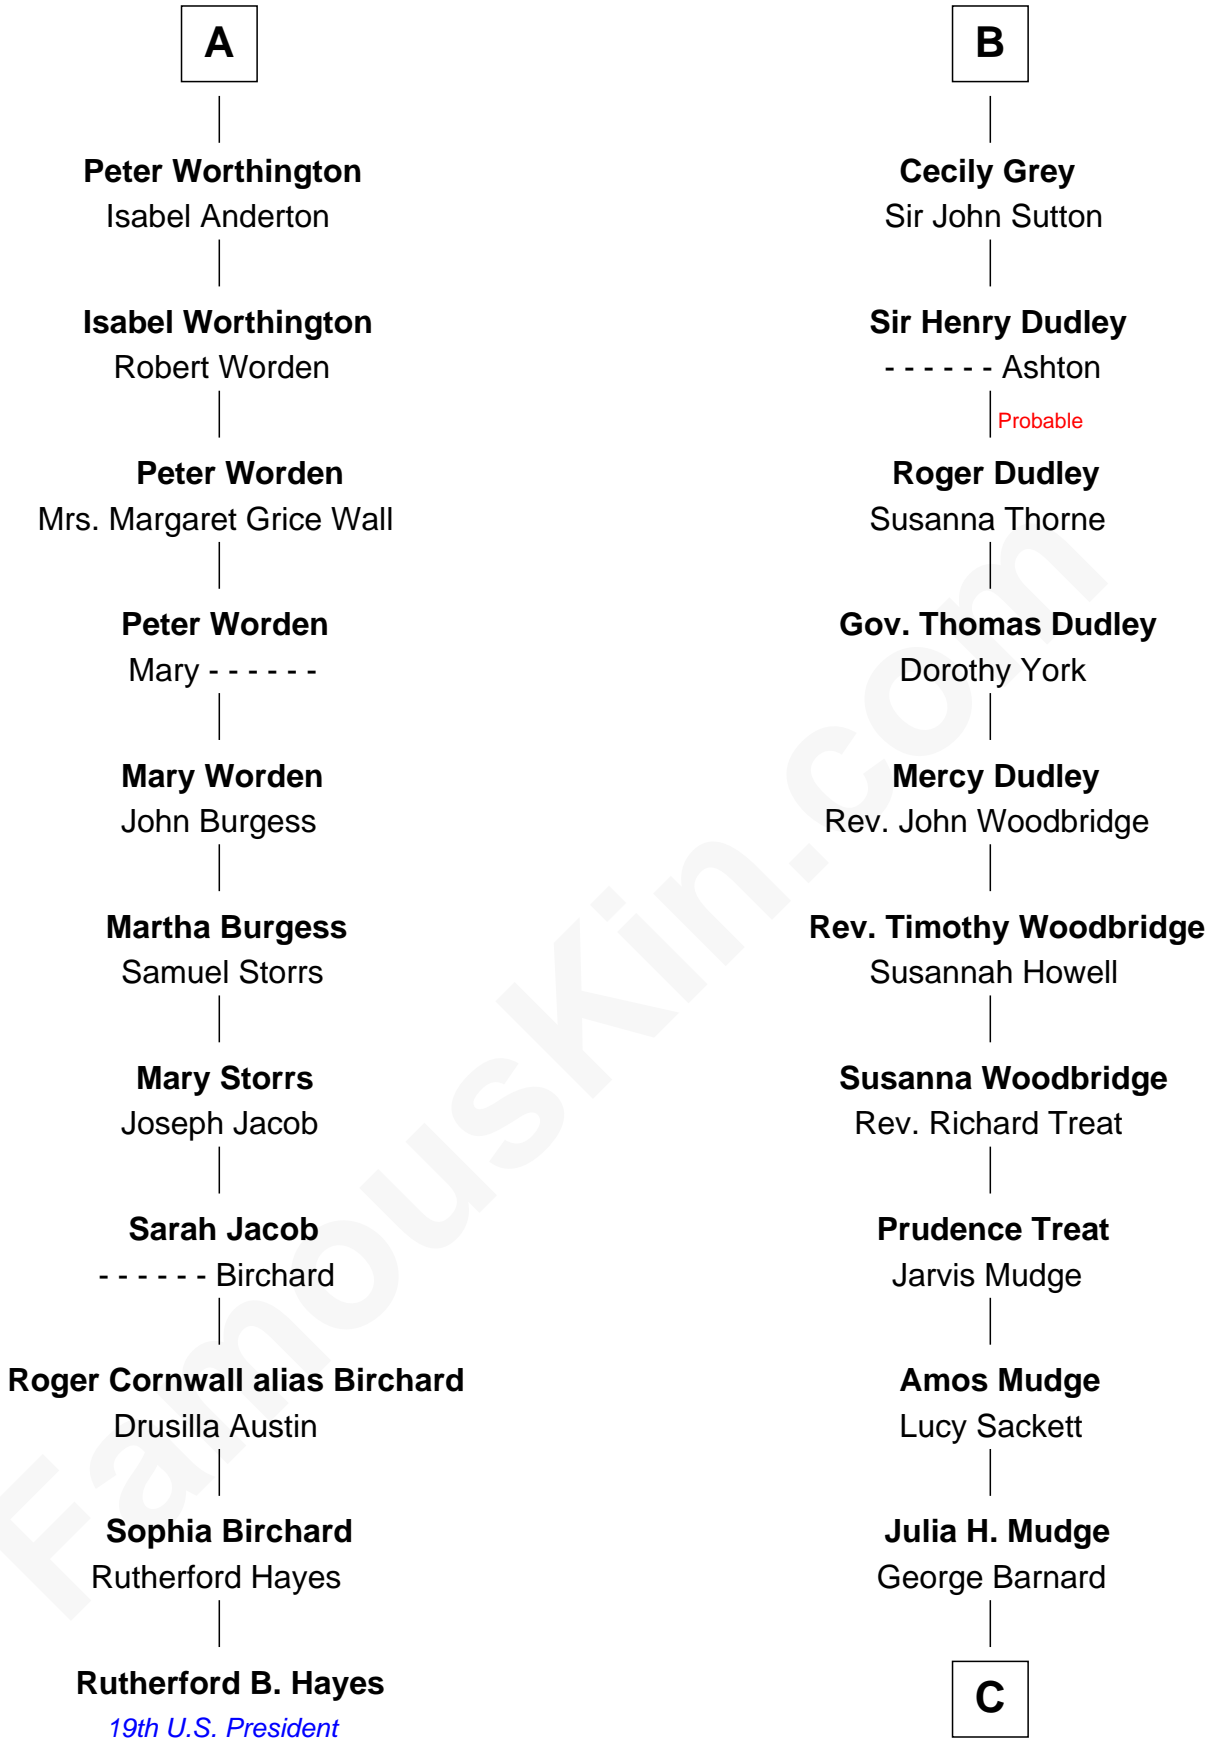 A
Peter Worthington
Isabel Anderton
Isabel Worthington
Robert Worden
Peter Worden
Mrs. Margaret Grice Wall
Peter Worden
Mary - - - - - -
Mary Worden
John Burgess
Martha Burgess
Samuel Storrs
Mary Storrs
Joseph Jacob
Sarah Jacob
- - - - - - Birchard
Roger Cornwall alias Birchard
Drusilla Austin
Sophia Birchard
Rutherford Hayes
Rutherford B. Hayes
19th U.S. President
B
Cecily Grey
Sir John Sutton
Sir Henry Dudley
- - - - - - Ashton
Probable
Roger Dudley
Susanna Thorne
Gov. Thomas Dudley
Dorothy York
Mercy Dudley
Rev. John Woodbridge
Rev. Timothy Woodbridge
Susannah Howell
Susanna Woodbridge
Rev. Richard Treat
Prudence Treat
Jarvis Mudge
Amos Mudge
Lucy Sackett
Julia H. Mudge
George Barnard
C
FamousKin.com